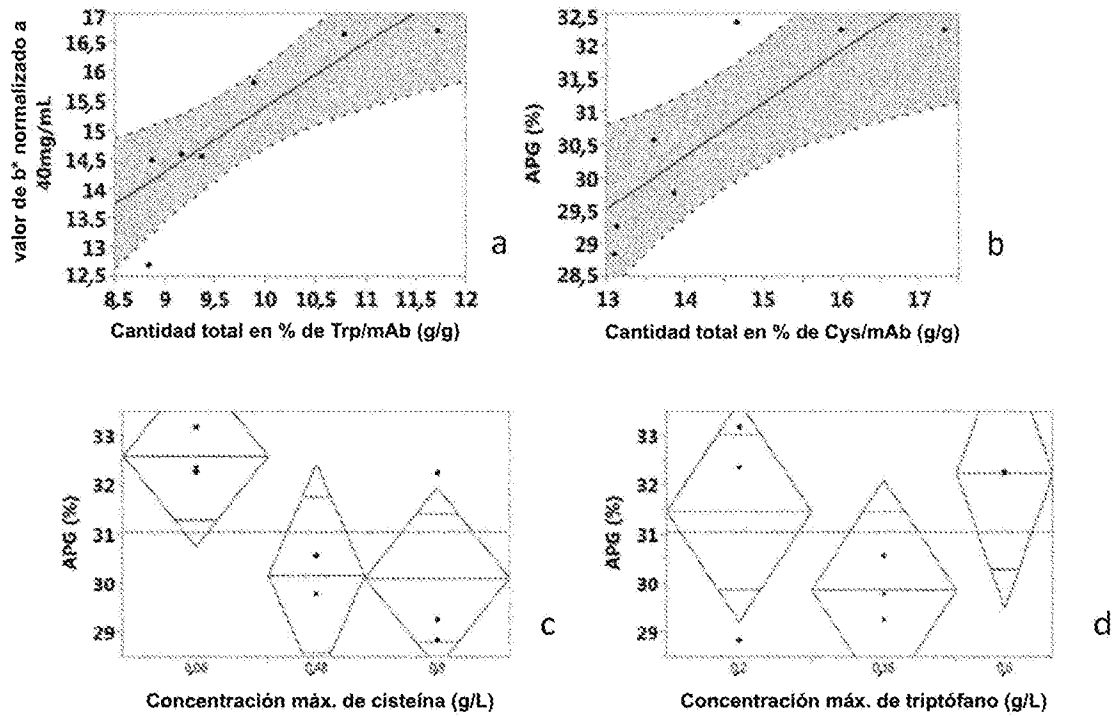 valor de b* normalizado a
40mg/mL
17
16,5
16
15,5
15
14,5
14
13,5
13
12,5
8,5 9 9,5 10 10,5 11 11,5 12
Cantidad total en % de Trp/mAb (g/g)
a
APG (%)
32,5
32
31,5
31
30,5
30
29,5
29
28,5
13 14 15 16 17
Cantidad total en % de Cys/mAb (g/g)
b
APG (%)
33
32
31
30
29
Concentración máx. de cisteína (g/L)
c
APG (%)
33
32
31
30
29
Concentración máx. de triptófano (g/L)
d